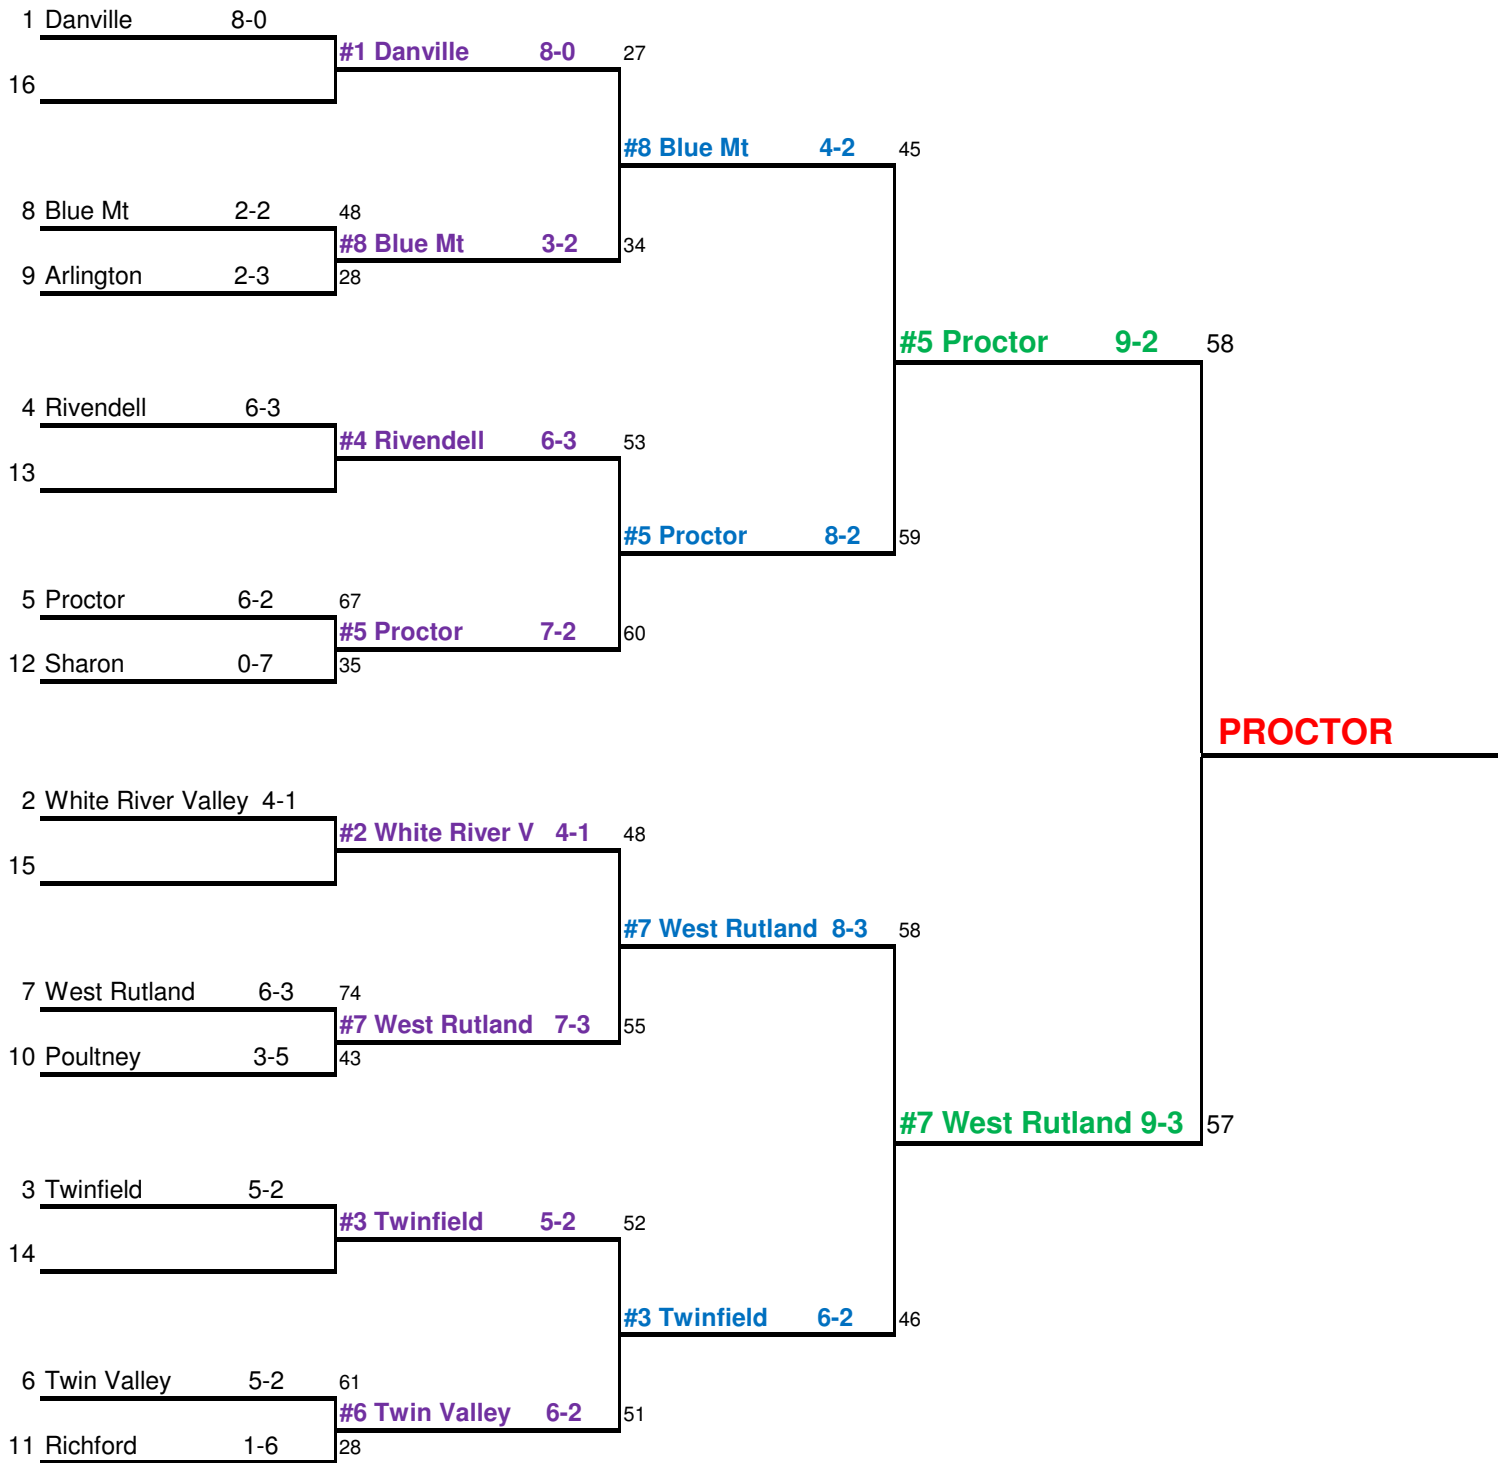 1 Danville 8-0
#1 Danville 8-0 27
16
#8 Blue Mt 4-2 45
8 Blue Mt 2-2 48
#8 Blue Mt 3-2 34
9 Arlington 2-3 28
#5 Proctor 9-2 58
4 Rivendell 6-3
#4 Rivendell 6-3 53
13
#5 Proctor 8-2 59
5 Proctor 6-2 67
#5 Proctor 7-2 60
12 Sharon 0-7 35
PROCTOR
2 White River Valley 4-1
#2 White River V 4-1 48
15
#7 West Rutland 8-3 58
7 West Rutland 6-3 74
#7 West Rutland 7-3 55
10 Poultney 3-5 43
#7 West Rutland 9-3 57
3 Twinfield 5-2
#3 Twinfield 5-2 52
14
#3 Twinfield 6-2 46
6 Twin Valley 5-2 61
#6 Twin Valley 6-2 51
11 Richford 1-6 28